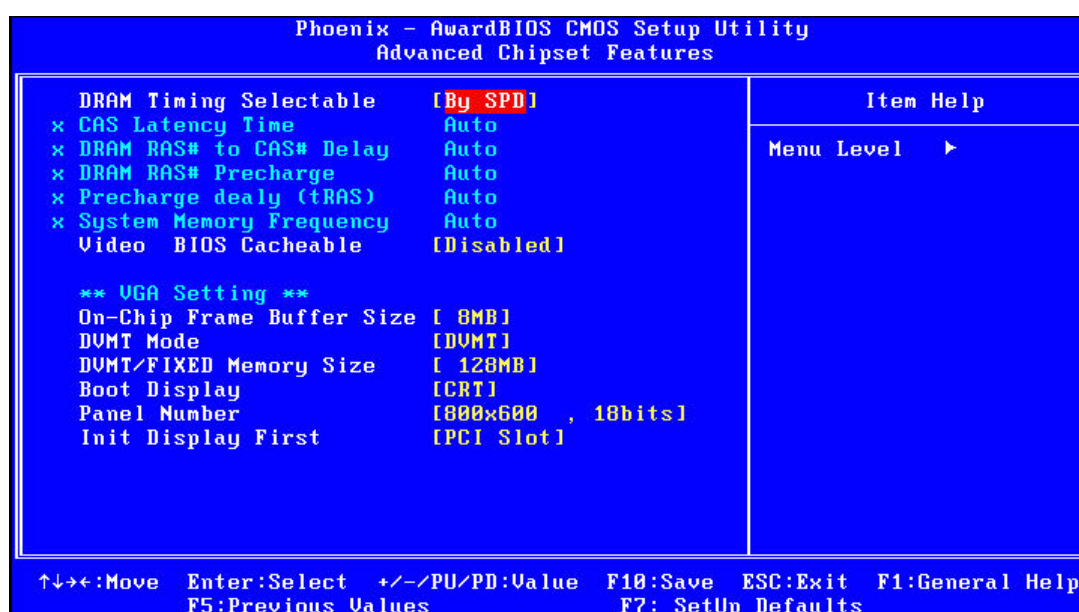 Phoenix - AwardBIOS CMOS Setup Utility
Advanced Chipset Features
DRAM Timing Selectable [By SPD]
x CAS Latency Time Auto
x DRAM RAS# to CAS# Delay Auto
x DRAM RAS# Precharge Auto
x Precharge dealy (tRAS) Auto
x System Memory Frequency Auto
Video BIOS Cacheable [Disabled]
** VGA Setting **
On-Chip Frame Buffer Size [ 8MB]
DVMT Mode [DVMT]
DVMT/FIXED Memory Size [ 128MB]
Boot Display [CRT]
Panel Number [800x600 , 18bits]
Init Display First [PCI Slot]
Item Help
Menu Level ►
↑↓→←:Move Enter:Select +/-/PU/PD:Value F10:Save ESC:Exit F1:General Help
F5:Previous Values F7: SetUp Defaults